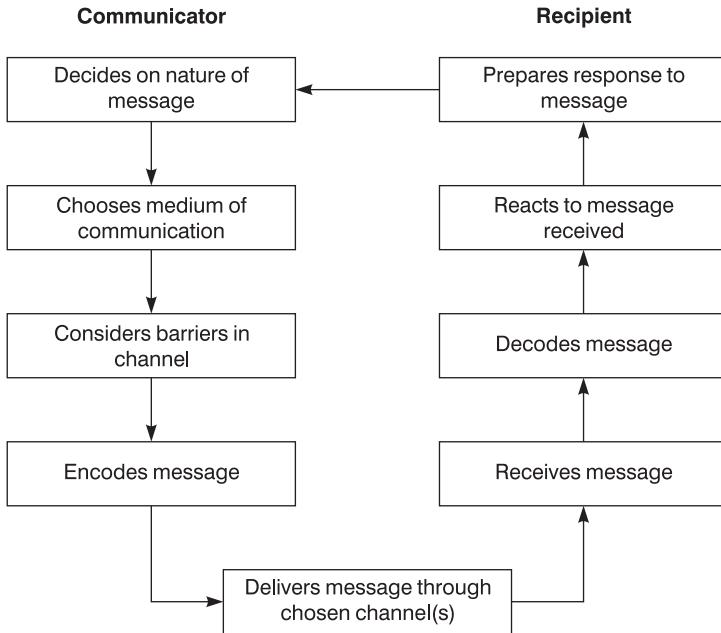 Communicator
Decides on nature of
message
Chooses medium of
communication
Considers barriers in
channel
Encodes message
Delivers message through
chosen channel(s)
Recipient
Prepares response to
message
Reacts to message
received
Decodes message
Receives message